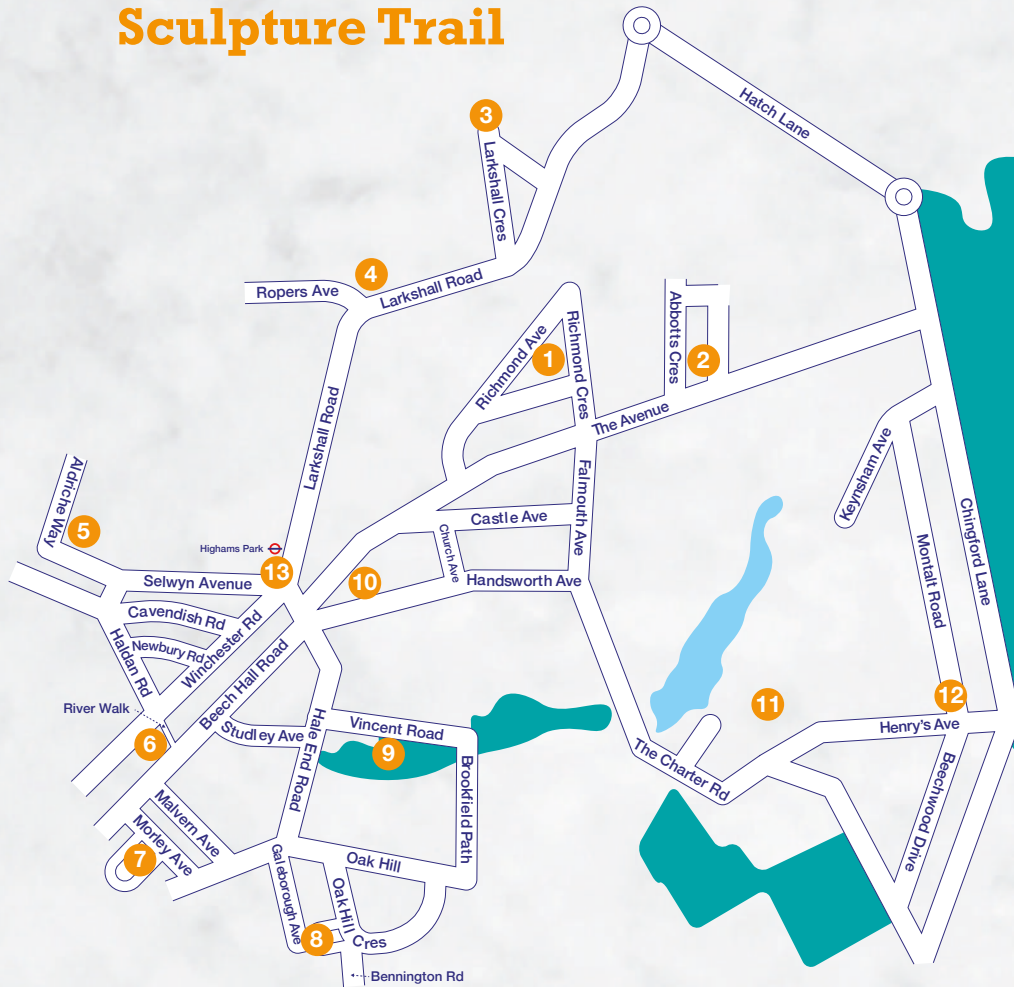 Sculpture Trail
Hatch Lane
3
Larkshall Cres
4
Ropers Ave
Larkshall Road
Richmond Ave
Richmond Cres
1
Abbotts Cres
2
The Avenue
Larkshall Road
Keynsham Ave
Aldriche Way
5
Falmouth Ave
Castle Ave
Church Ave
Chingford Lane
Montalt Road
Higham Park
13
10
Selwyn Avenue
Handsworth Ave
Cavendish Rd
Newbury Rd
Haldan Rd
Winchester Rd
Beech Hall Road
River Walk
6
Studley Ave
Hale End Road
Vincent Road
9
Brookfield Path
11
12
Henry's Ave
The Charter Rd
Beechwood Drive
Malvern Ave
Morley Ave
7
Galeborough Ave
Oak Hill
Oak Hill
Cres
8
Bennington Rd